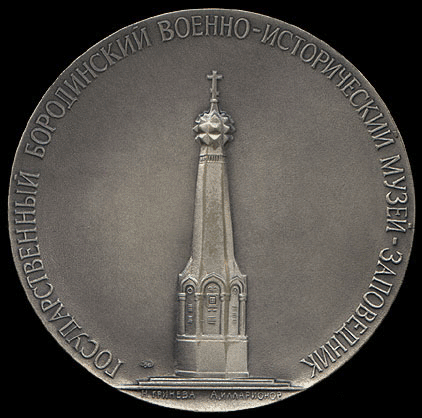 ГОСУДАРСТВЕННЫЙ БОРОДИНСКИЙ ВОЕННО-ИСТОРИЧЕСКИЙ МУЗЕЙ-ЗАПОВЕДНИК
Н.ГРИНЕВА А.ИЛЛАРИОНОВ